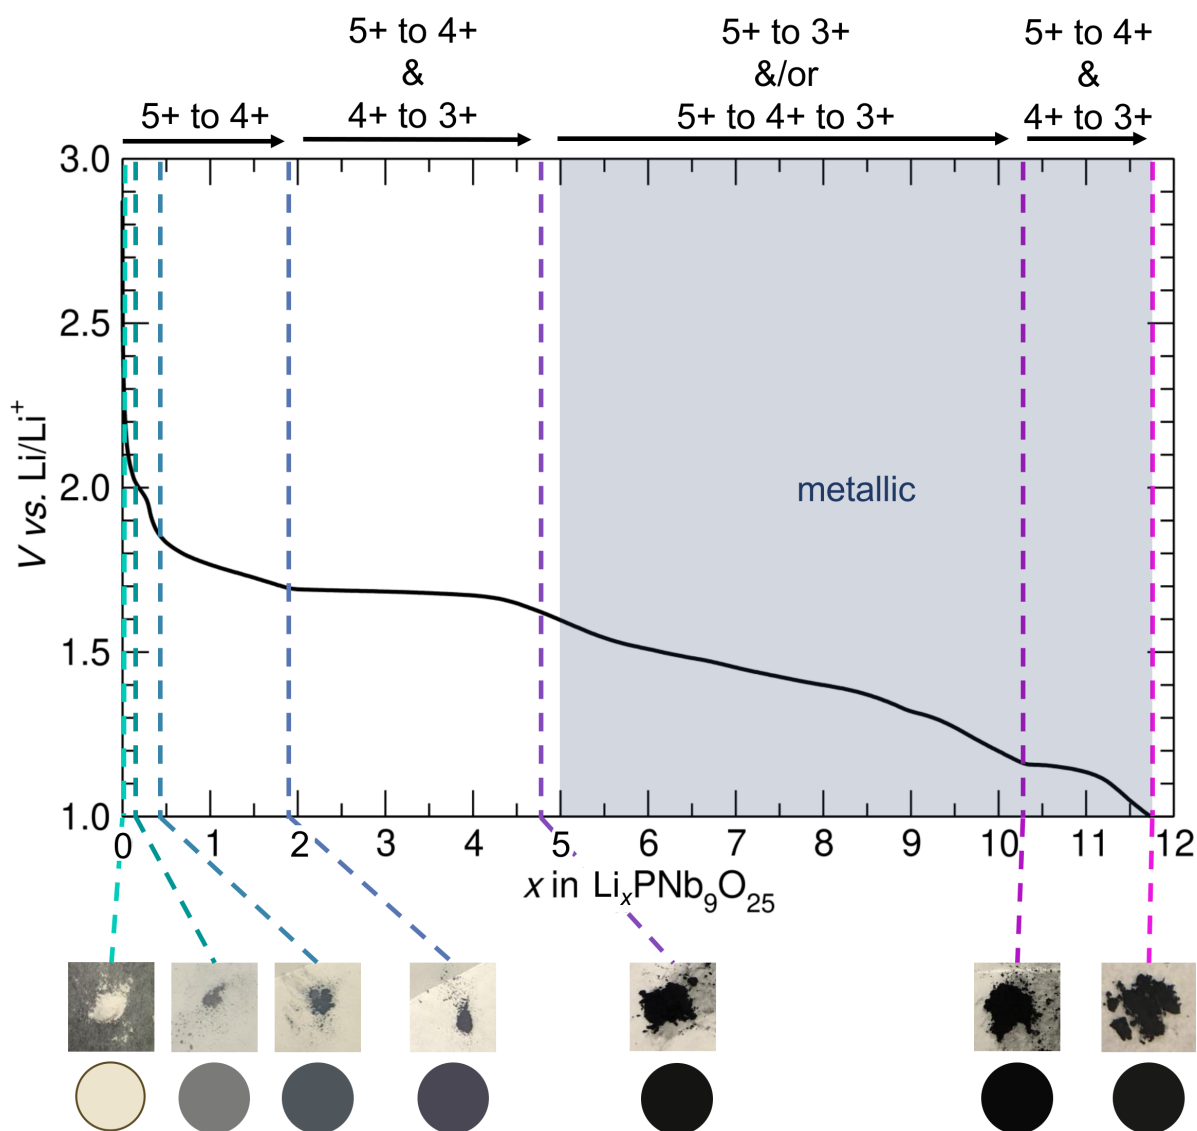 5+ to 4+
5+ to 4+
&
4+ to 3+
5+ to 3+
&/or
5+ to 4+ to 3+
5+ to 4+
&
4+ to 3+
3.0
2.5
2.0
1.5
1.0
V vs. Li/Li⁺
metallic
0 1 2 3 4 5 6 7 8 9 10 11 12
x in LiₓPNb₉O₂₅